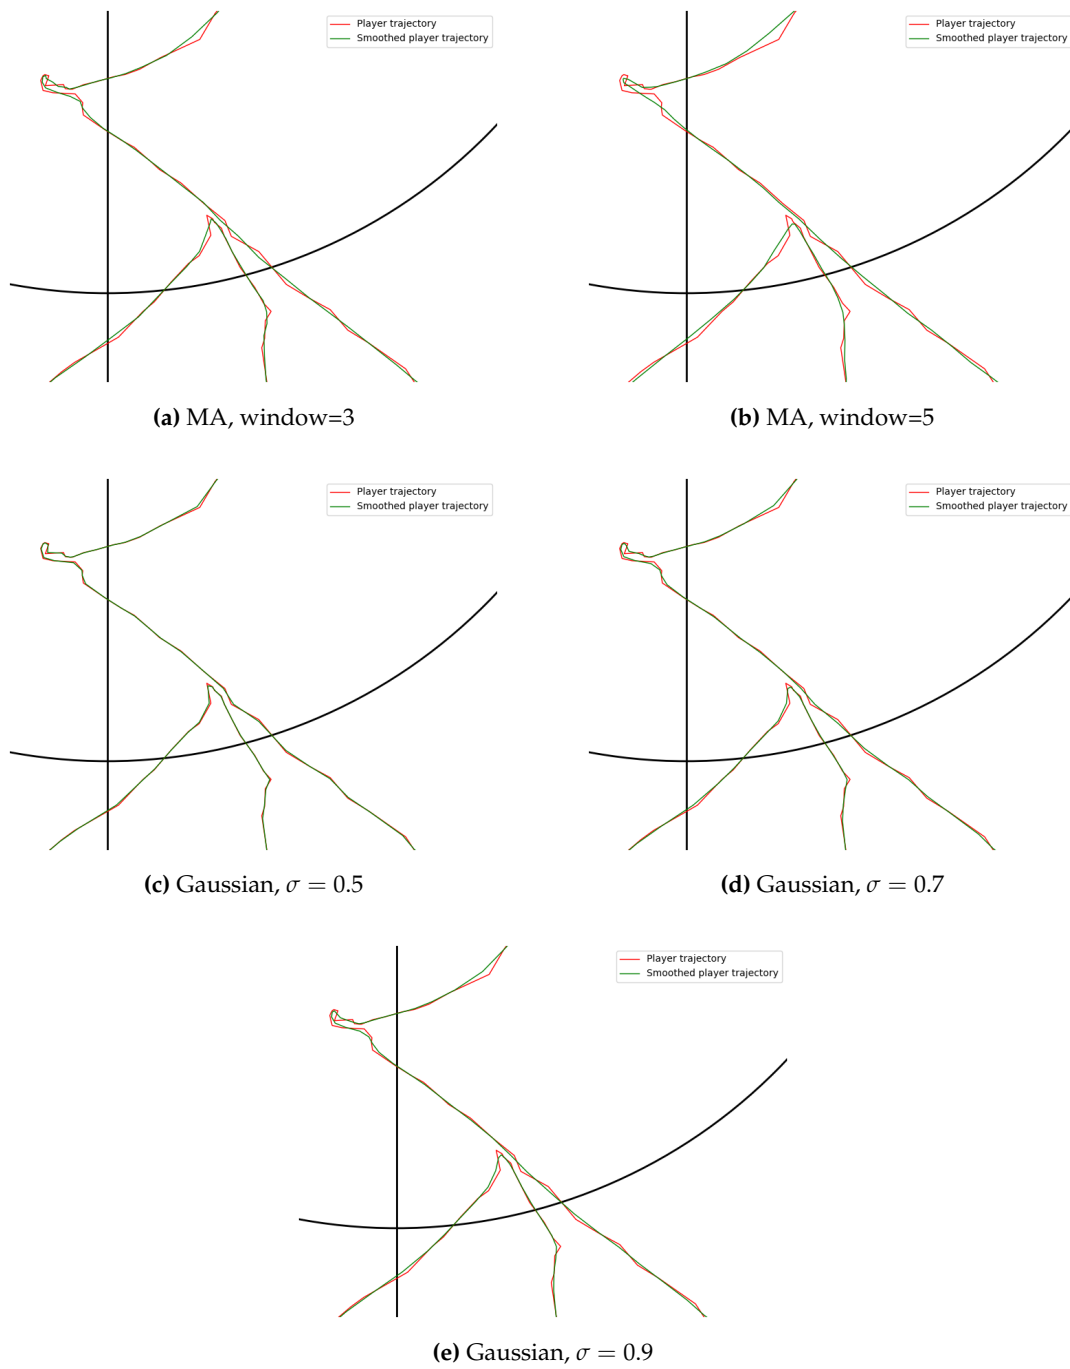 Player trajectory
Smoothed player trajectory
Player trajectory
Smoothed player trajectory
(a) MA, window=3
(b) MA, window=5
Player trajectory
Smoothed player trajectory
Player trajectory
Smoothed player trajectory
(c) Gaussian, σ = 0.5
(d) Gaussian, σ = 0.7
Player trajectory
Smoothed player trajectory
(e) Gaussian, σ = 0.9